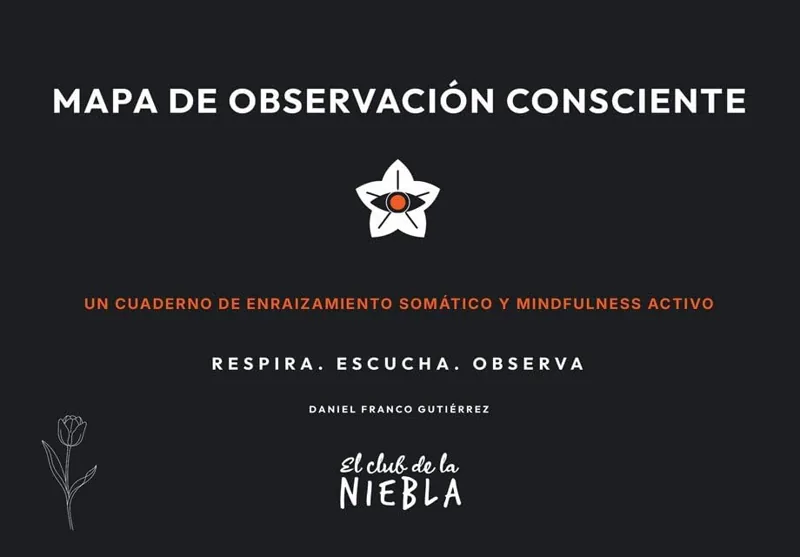 MAPA DE OBSERVACIÓN CONSCIENTE
UN CUADERNO DE ENRAIZAMIENTO SOMÁTICO Y MINDFULNESS ACTIVO
RESPIRA. ESCUCHA. OBSERVA
DANIEL FRANCO GUTIÉRREZ
El club de la
NIEBLA